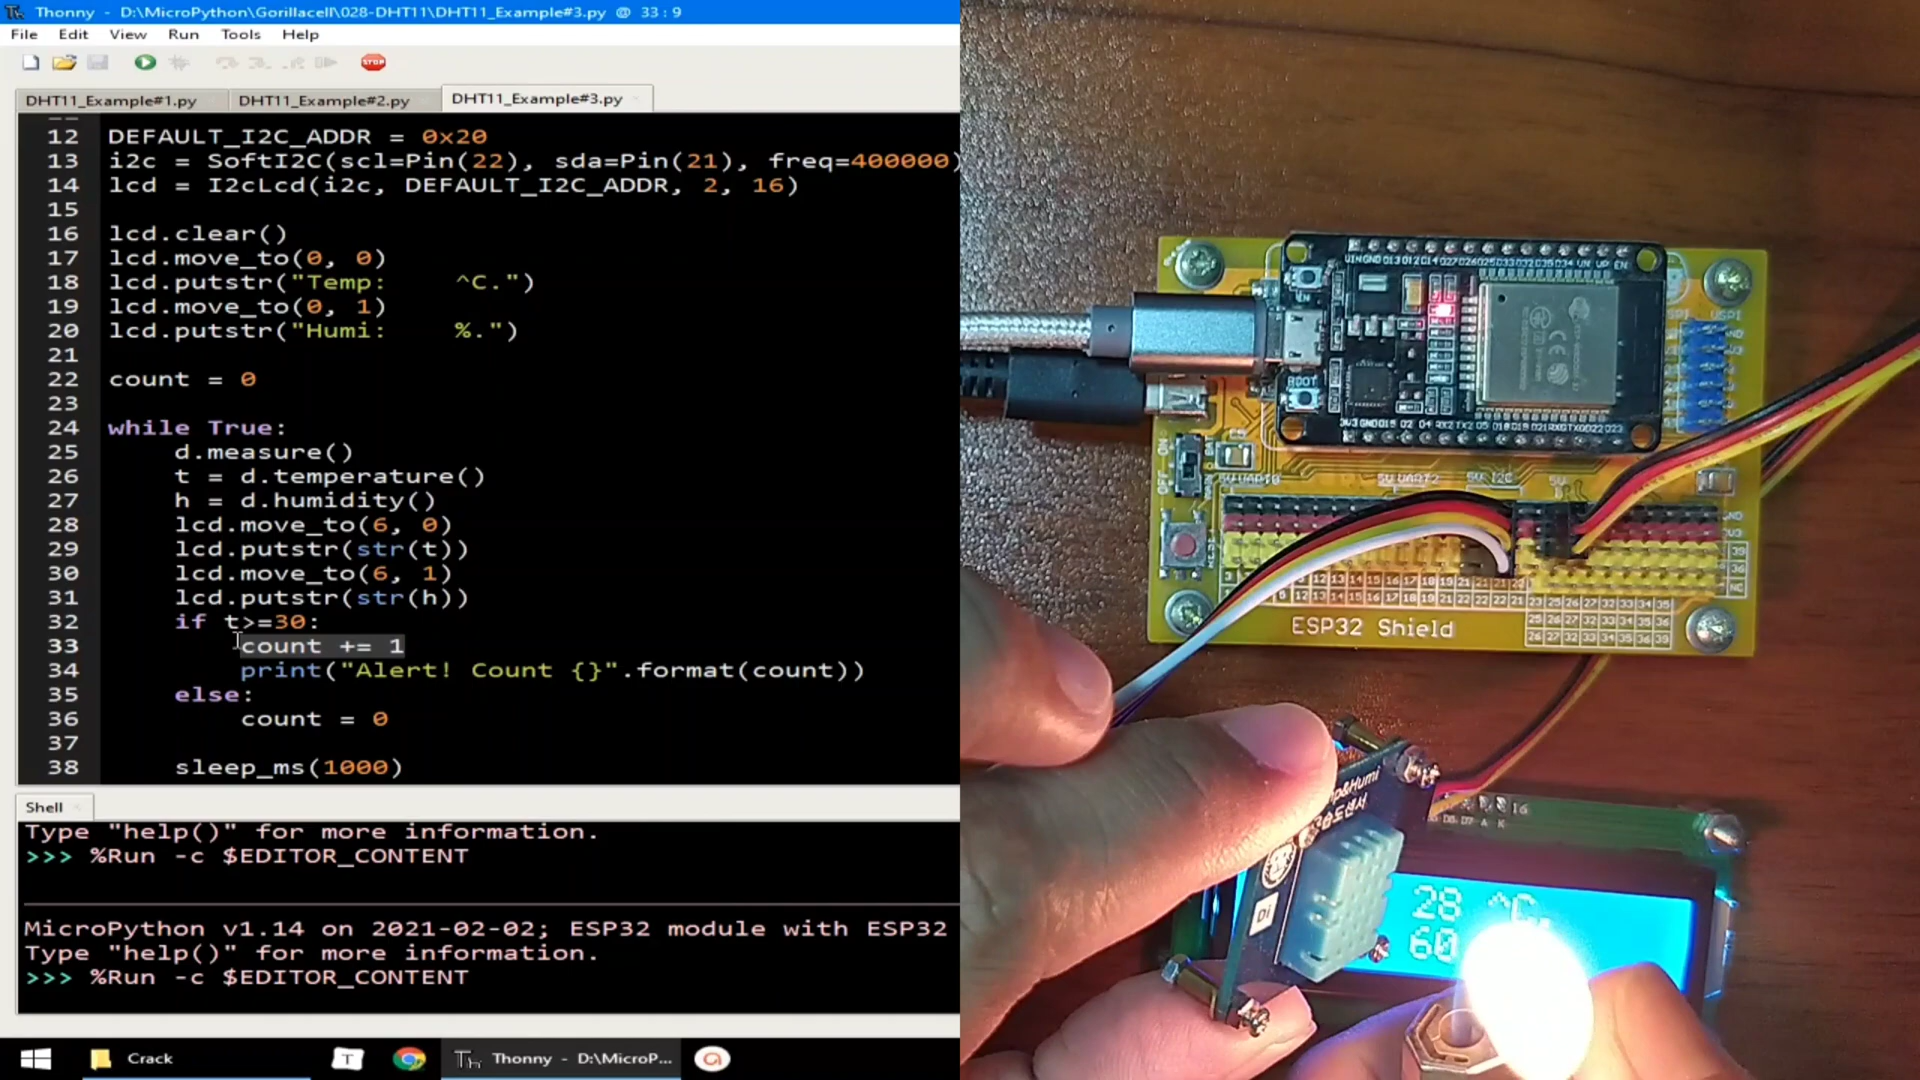 Thonny - D:\MicroPython\Gorillacell\028-DHT11\DHT11_Example#3.py @ 33 : 9
File Edit View Run Tools Help
STOP
DHT11_Example#1.py DHT11_Example#2.py DHT11_Example#3.py
12 DEFAULT_I2C_ADDR = 0x20
13 i2c = SoftI2C(scl=Pin(22), sda=Pin(21), freq=400000)
14 lcd = I2cLcd(i2c, DEFAULT_I2C_ADDR, 2, 16)
15
16 lcd.clear()
17 lcd.move_to(0, 0)
18 lcd.putstr("Temp:    ^C.")
19 lcd.move_to(0, 1)
20 lcd.putstr("Humi:    %.")
21
22 count = 0
23
24 while True:
25 d.measure()
26 t = d.temperature()
27 h = d.humidity()
28 lcd.move_to(6, 0)
29 lcd.putstr(str(t))
30 lcd.move_to(6, 1)
31 lcd.putstr(str(h))
32 if t>=30:
33 count += 1
34 print("Alert! Count {}".format(count))
35 else:
36 count = 0
37
38 sleep_ms(1000)
Shell
Type "help()" for more information.
>>> %Run -c $EDITOR_CONTENT
MicroPython v1.14 on 2021-02-02; ESP32 module with ESP32
Type "help()" for more information.
>>> %Run -c $EDITOR_CONTENT
Crack
T
Thonny - D:\MicroP...
ESP32 Shield
5V I2C
OFF ON
Di
28 ^C.
60